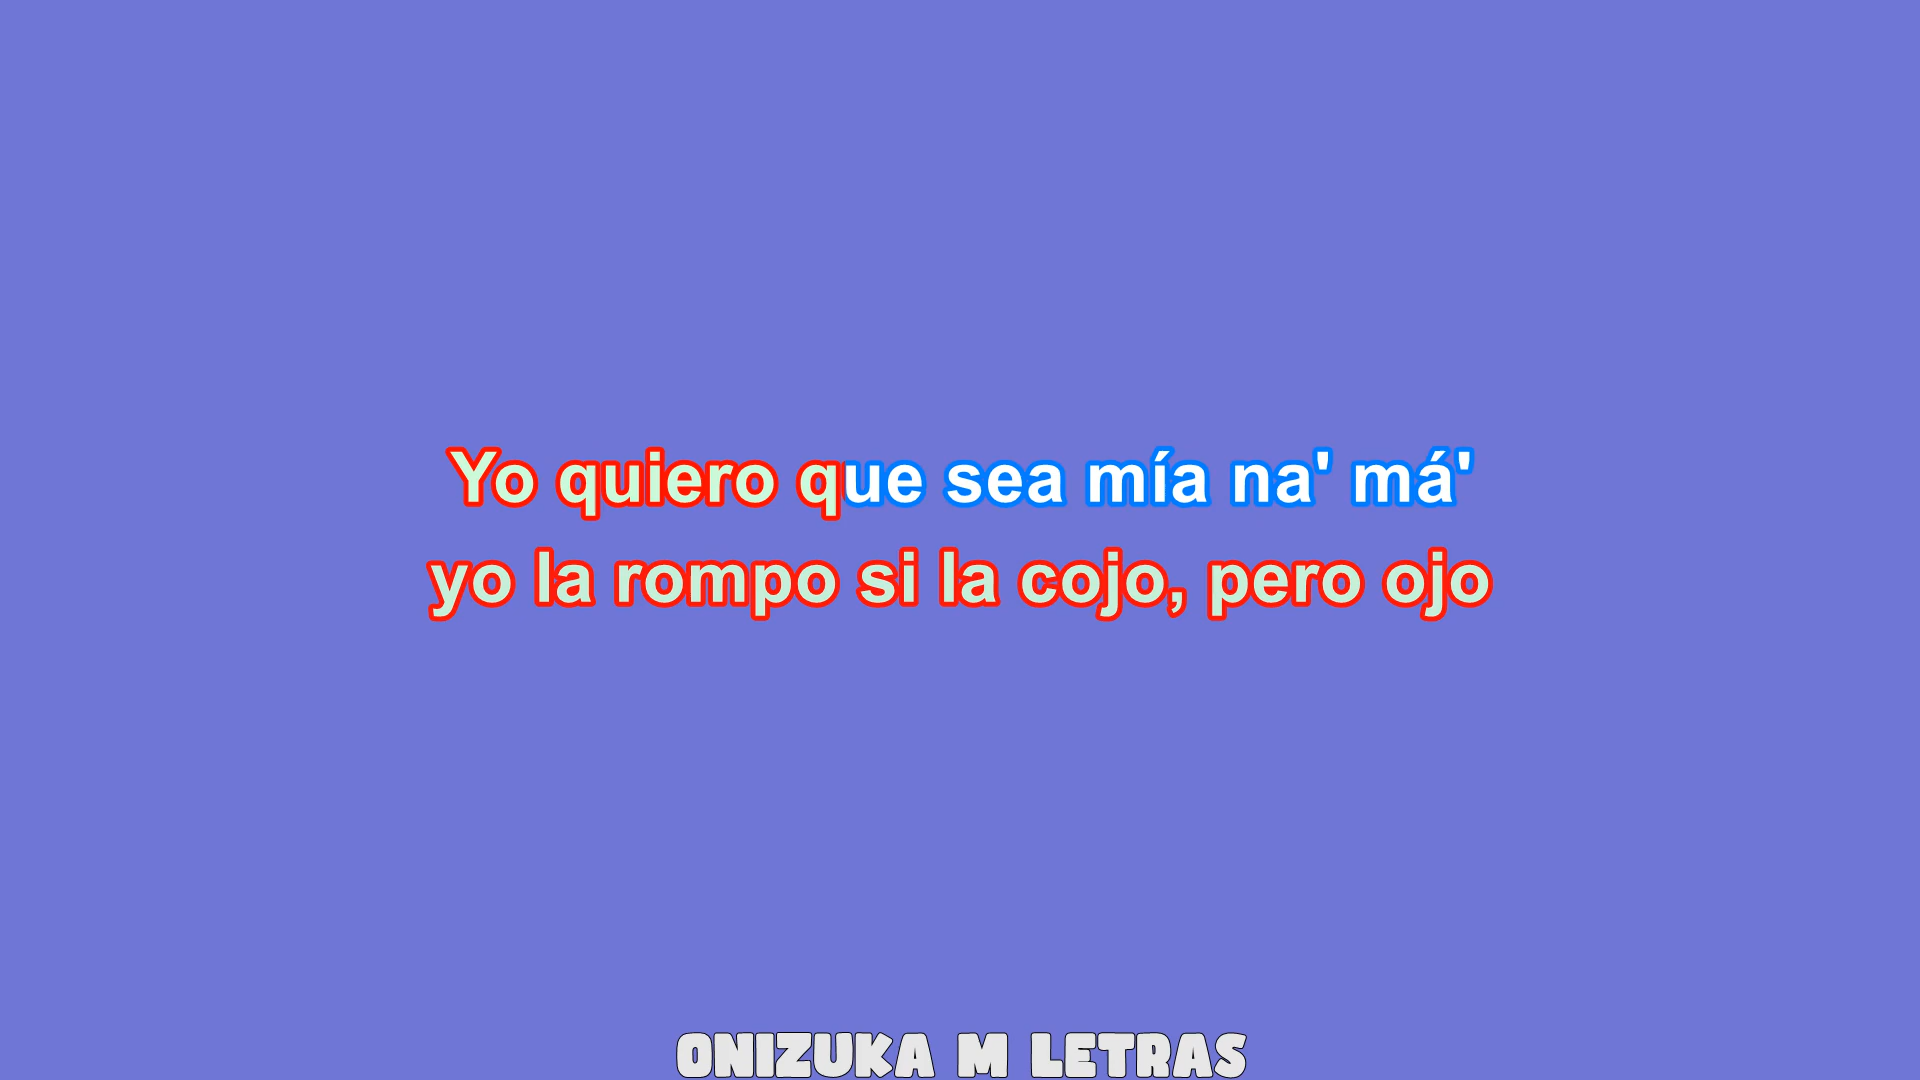 Yo quiero que sea mía na' má'
yo la rompo si la cojo, pero ojo
ONIZUKA M LETRAS